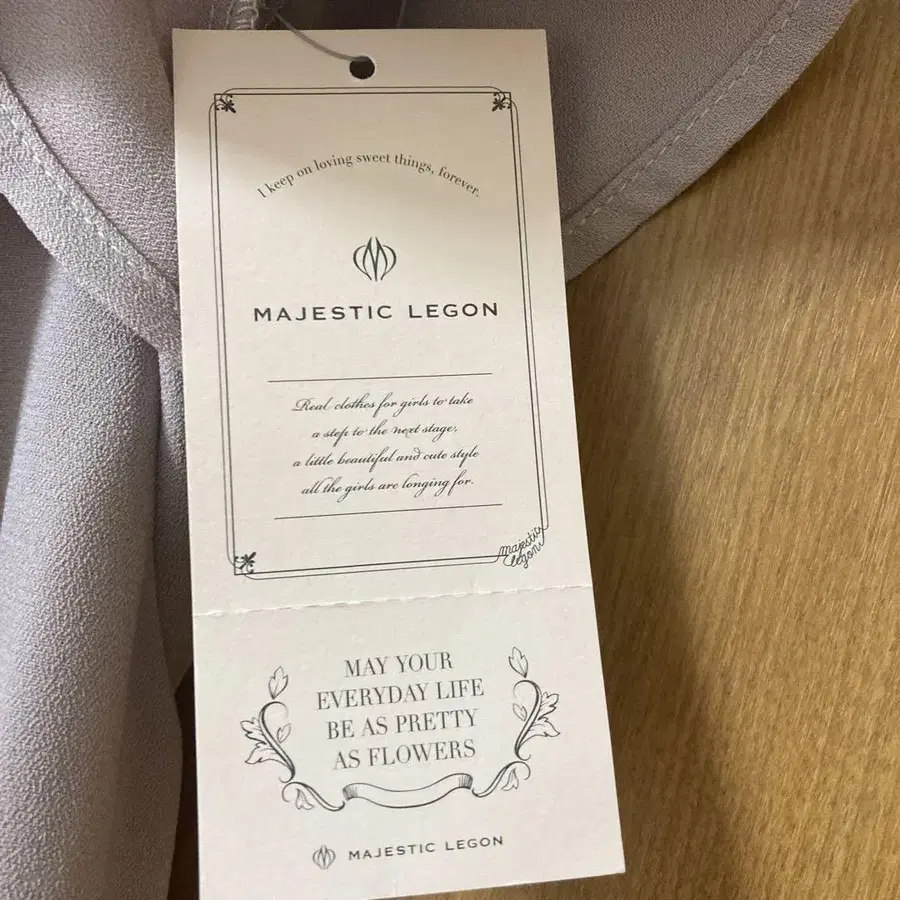 I keep on loving sweet things, forever.
MAJESTIC LEGON
Real clothes for girls to take
a step to the next stage,
a little beautiful and cute style
all the girls are longing for.
majestic
legon
MAY YOUR
EVERYDAY LIFE
BE AS PRETTY
AS FLOWERS
MAJESTIC LEGON